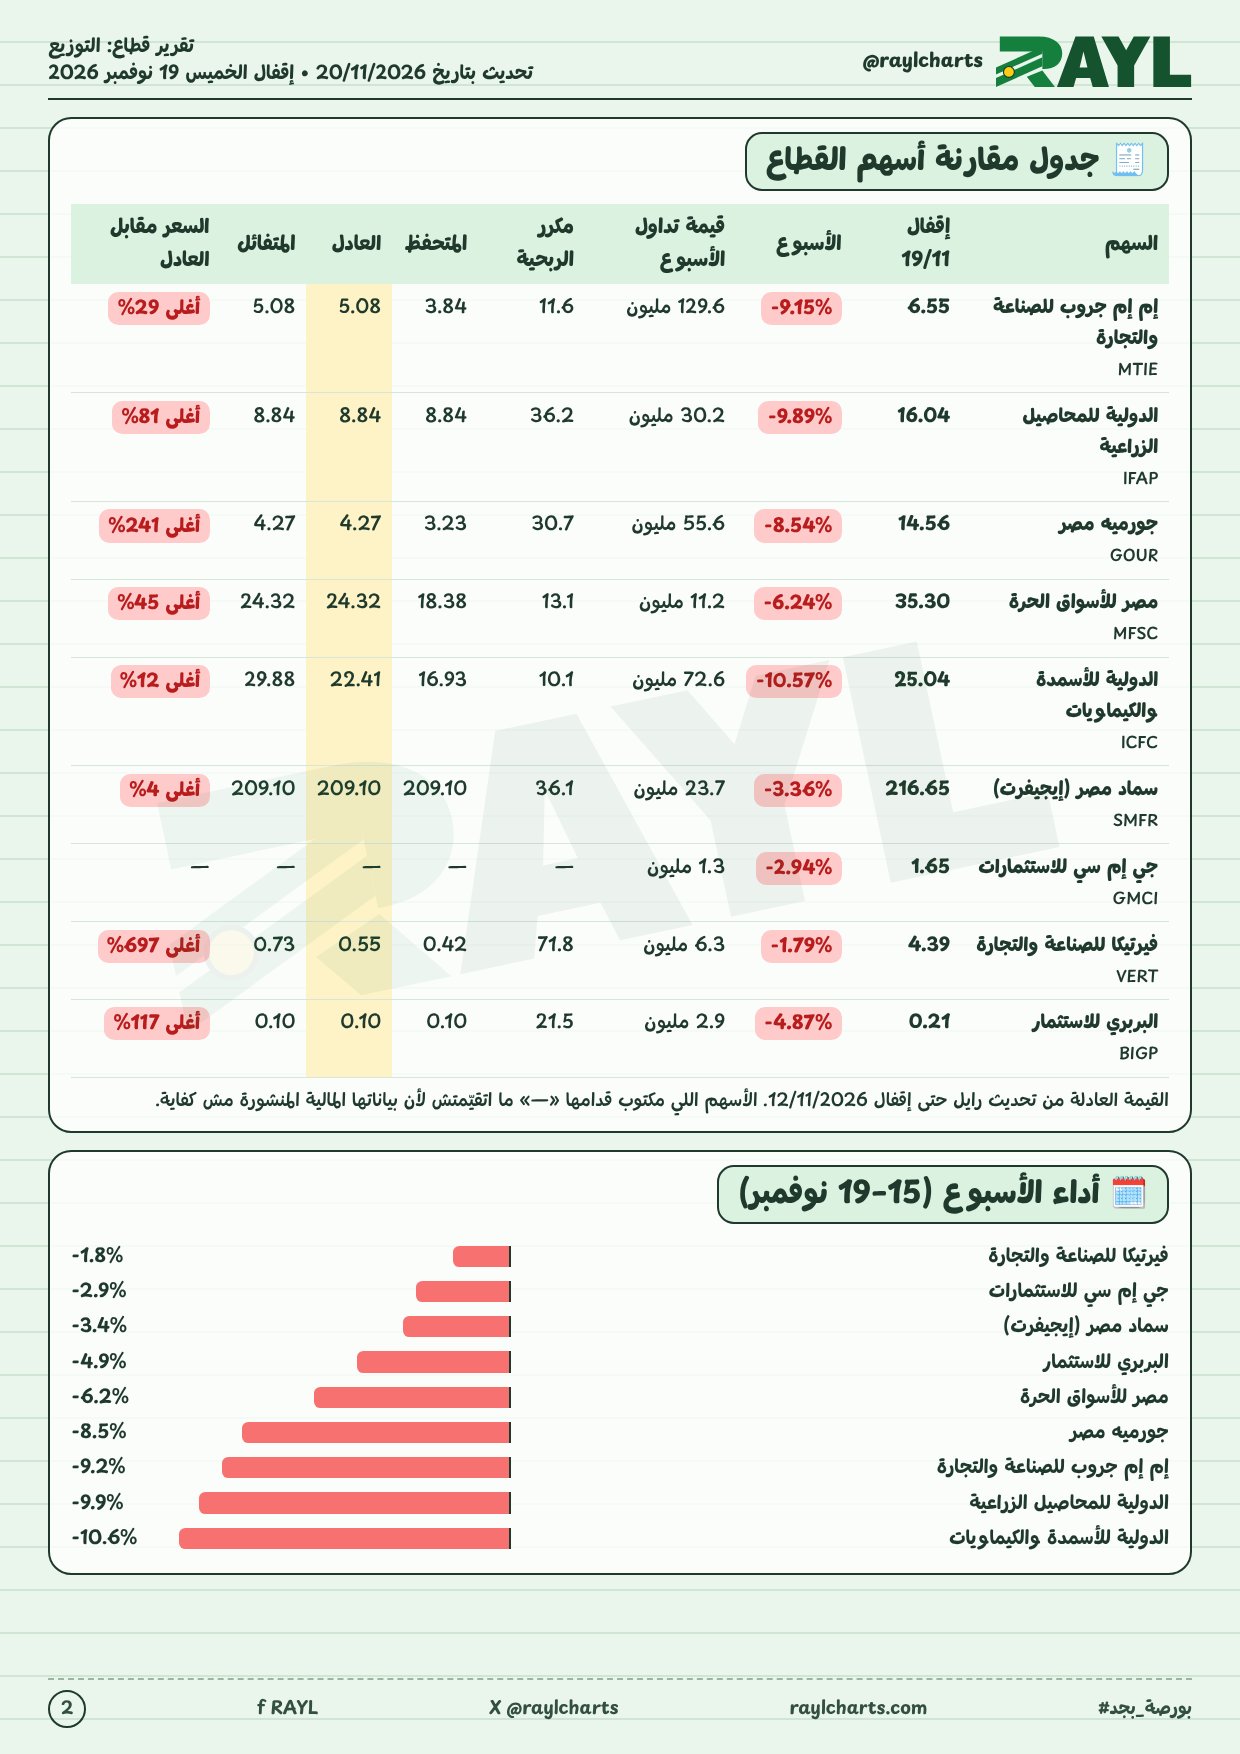 RAYL
@raylcharts
تقرير قطاع: التوزيع
تحديث بتاريخ 20/11/2026 • إقفال الخميس 19 نوفمبر 2026
جدول مقارنة أسهم القطاع
السهم | إقفال 19/11 | الأسبوع | قيمة تداول الأسبوع | مكرر الربحية | المتحفظ | العادل | المتفائل | السعر مقابل العادل
إم إم جروب للصناعة والتجارة MTIE | 6.55 | -9.15% | 129.6 مليون | 11.6 | 3.84 | 5.08 | 5.08 | أغلى 29%
الدولية للمحاصيل الزراعية IFAP | 16.04 | -9.89% | 30.2 مليون | 36.2 | 8.84 | 8.84 | 8.84 | أغلى 81%
جورميه مصر GOUR | 14.56 | -8.54% | 55.6 مليون | 30.7 | 3.23 | 4.27 | 4.27 | أغلى 241%
مصر للأسواق الحرة MFSC | 35.30 | -6.24% | 11.2 مليون | 13.1 | 18.38 | 24.32 | 24.32 | أغلى 45%
الدولية للأسمدة والكيماويات ICFC | 25.04 | -10.57% | 72.6 مليون | 10.1 | 16.93 | 22.41 | 29.88 | أغلى 12%
سماد مصر (إيجيفرت) SMFR | 216.65 | -3.36% | 23.7 مليون | 36.1 | 209.10 | 209.10 | 209.10 | أغلى 4%
جي إم سي للاستثمارات GMCI | 1.65 | -2.94% | 1.3 مليون | — | — | — | — | —
فيرتيكا للصناعة والتجارة VERT | 4.39 | -1.79% | 6.3 مليون | 71.8 | 0.42 | 0.55 | 0.73 | أغلى 697%
البربري للاستثمار BIGP | 0.21 | -4.87% | 2.9 مليون | 21.5 | 0.10 | 0.10 | 0.10 | أغلى 117%
القيمة العادلة من تحديث رايل حتى إقفال 12/11/2026. الأسهم اللي مكتوب قدامها «—» ما اتقيّمتش لأن بياناتها المالية المنشورة مش كفاية.
أداء الأسبوع (15–19 نوفمبر)
فيرتيكا للصناعة والتجارة -1.8%
جي إم سي للاستثمارات -2.9%
سماد مصر (إيجيفرت) -3.4%
البربري للاستثمار -4.9%
مصر للأسواق الحرة -6.2%
جورميه مصر -8.5%
إم إم جروب للصناعة والتجارة -9.2%
الدولية للمحاصيل الزراعية -9.9%
الدولية للأسمدة والكيماويات -10.6%
#بورصة_بجد
raylcharts.com
X @raylcharts
f RAYL
2